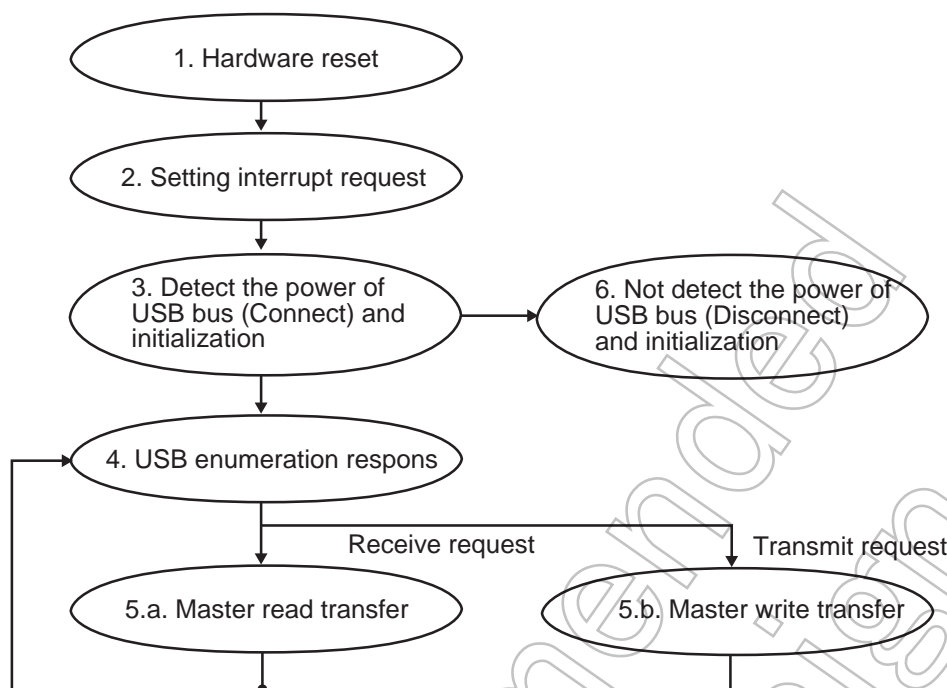 1. Hardware reset
2. Setting interrupt request
3. Detect the power of
USB bus (Connect) and
initialization
6. Not detect the power of
USB bus (Disconnect)
and initialization
4. USB enumeration respons
Receive request
Transmit request
5.a. Master read transfer
5.b. Master write transfer